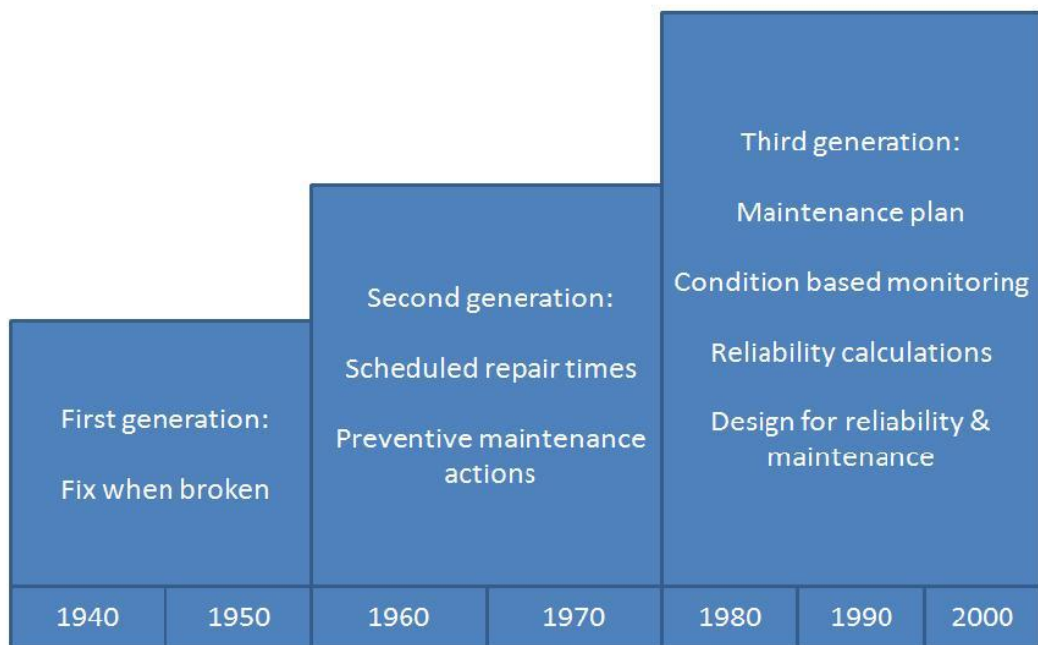 First generation:
Fix when broken
Second generation:
Scheduled repair times
Preventive maintenance
actions
Third generation:
Maintenance plan
Condition based monitoring
Reliability calculations
Design for reliability &
maintenance
1940 1950 1960 1970 1980 1990 2000